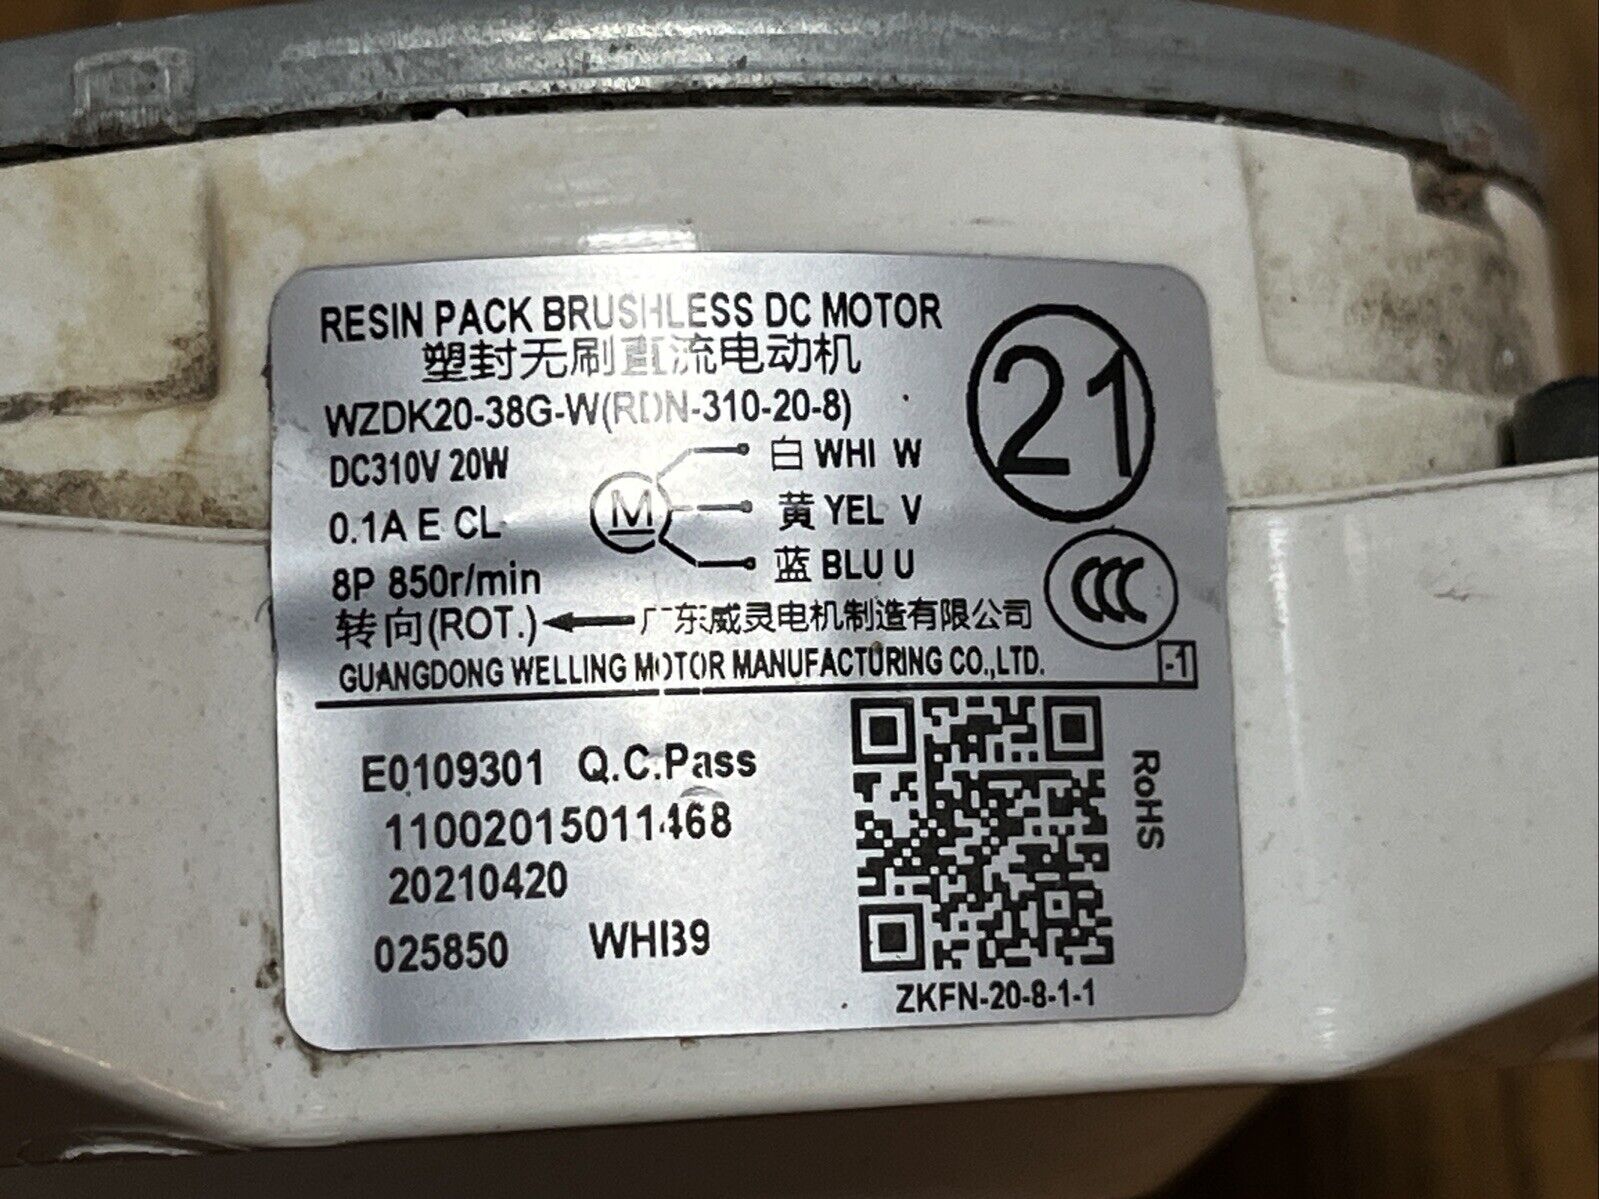 RESIN PACK BRUSHLESS DC MOTOR
塑封无刷直流电动机
21
WZDK20-38G-W(RDN-310-20-8)
DC310V 20W
白 WHI W
0.1A E CL
M
黄 YEL V
蓝 BLU U
8P 850r/min
CCC
转向(ROT.) 广东威灵电机制造有限公司
GUANGDONG WELLING MOTOR MANUFACTURING CO.,LTD.
-1
E0109301 Q.C.Pass
RoHS
11002015011468
20210420
025850 WHB9
ZKFN-20-8-1-1